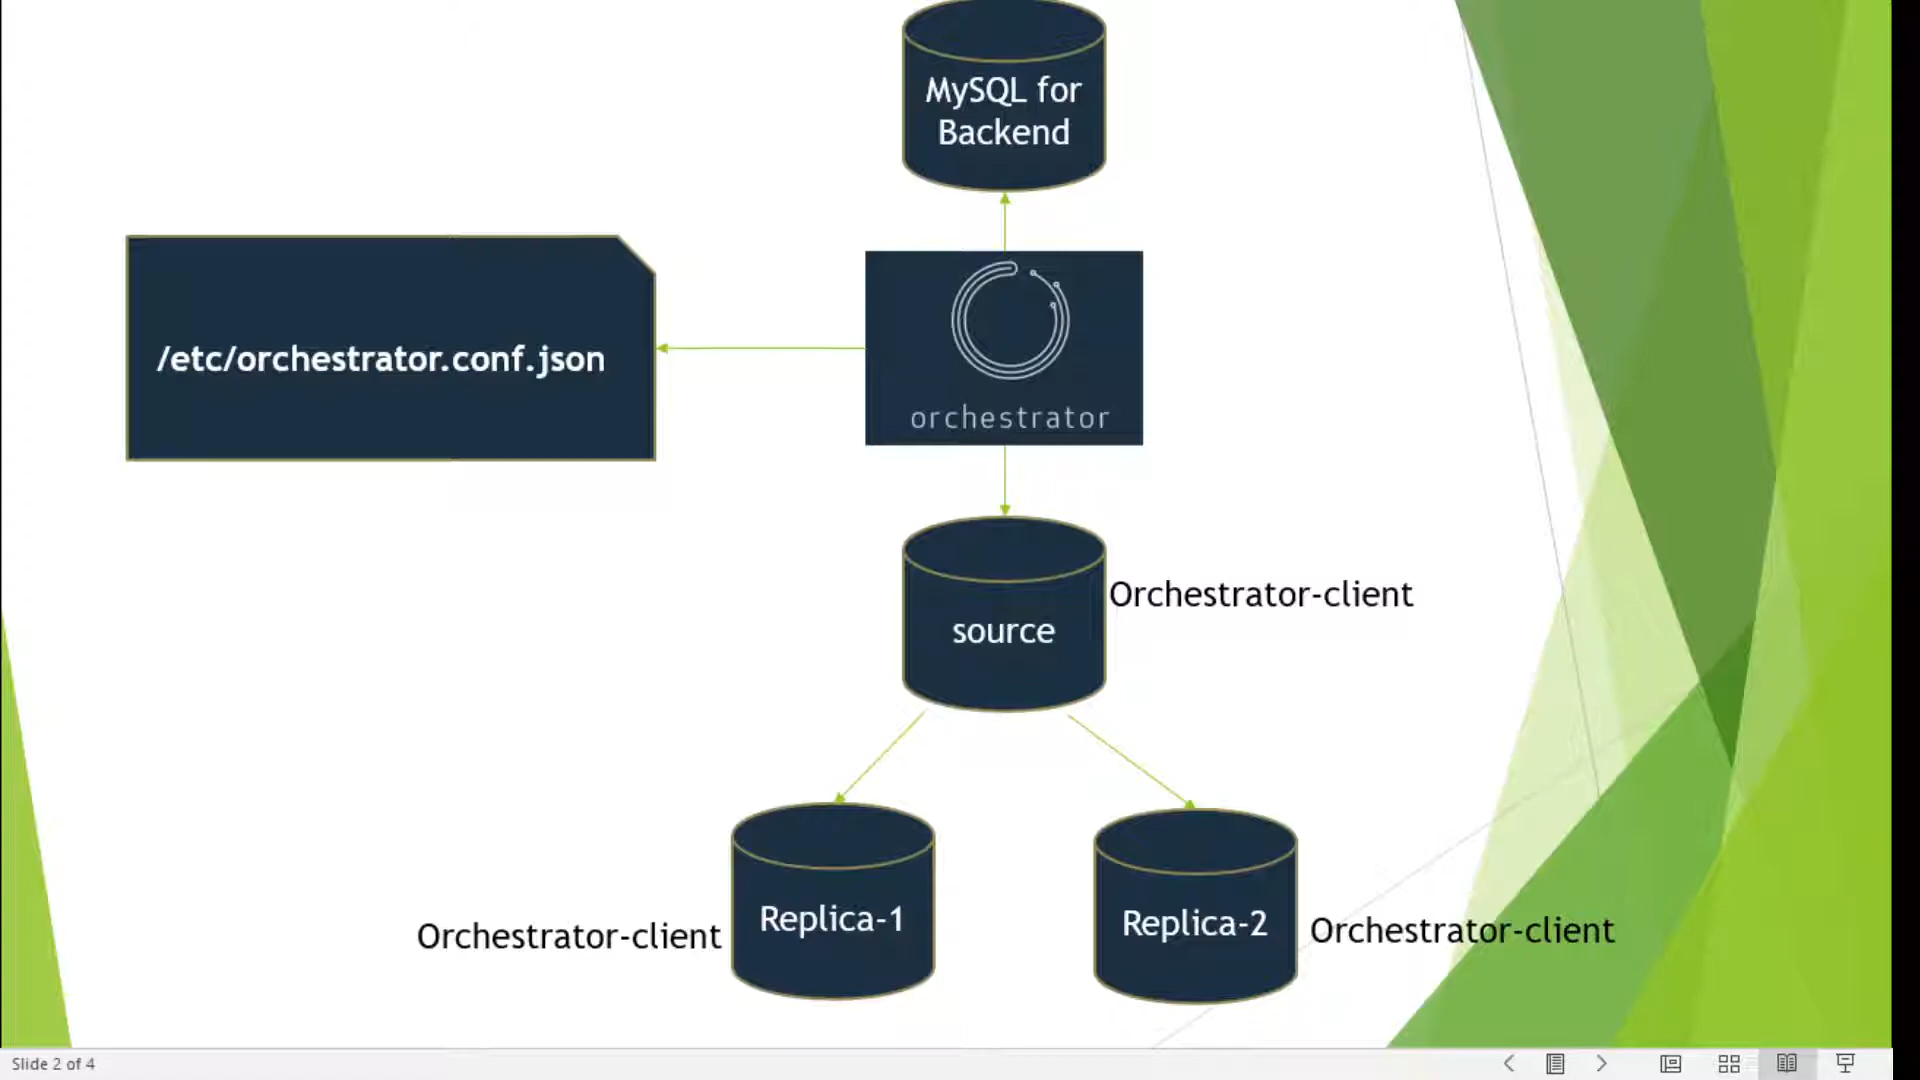 MySQL for
Backend
/etc/orchestrator.conf.json
orchestrator
Orchestrator-client
source
Replica-1
Orchestrator-client
Replica-2
Orchestrator-client
Slide 2 of 4